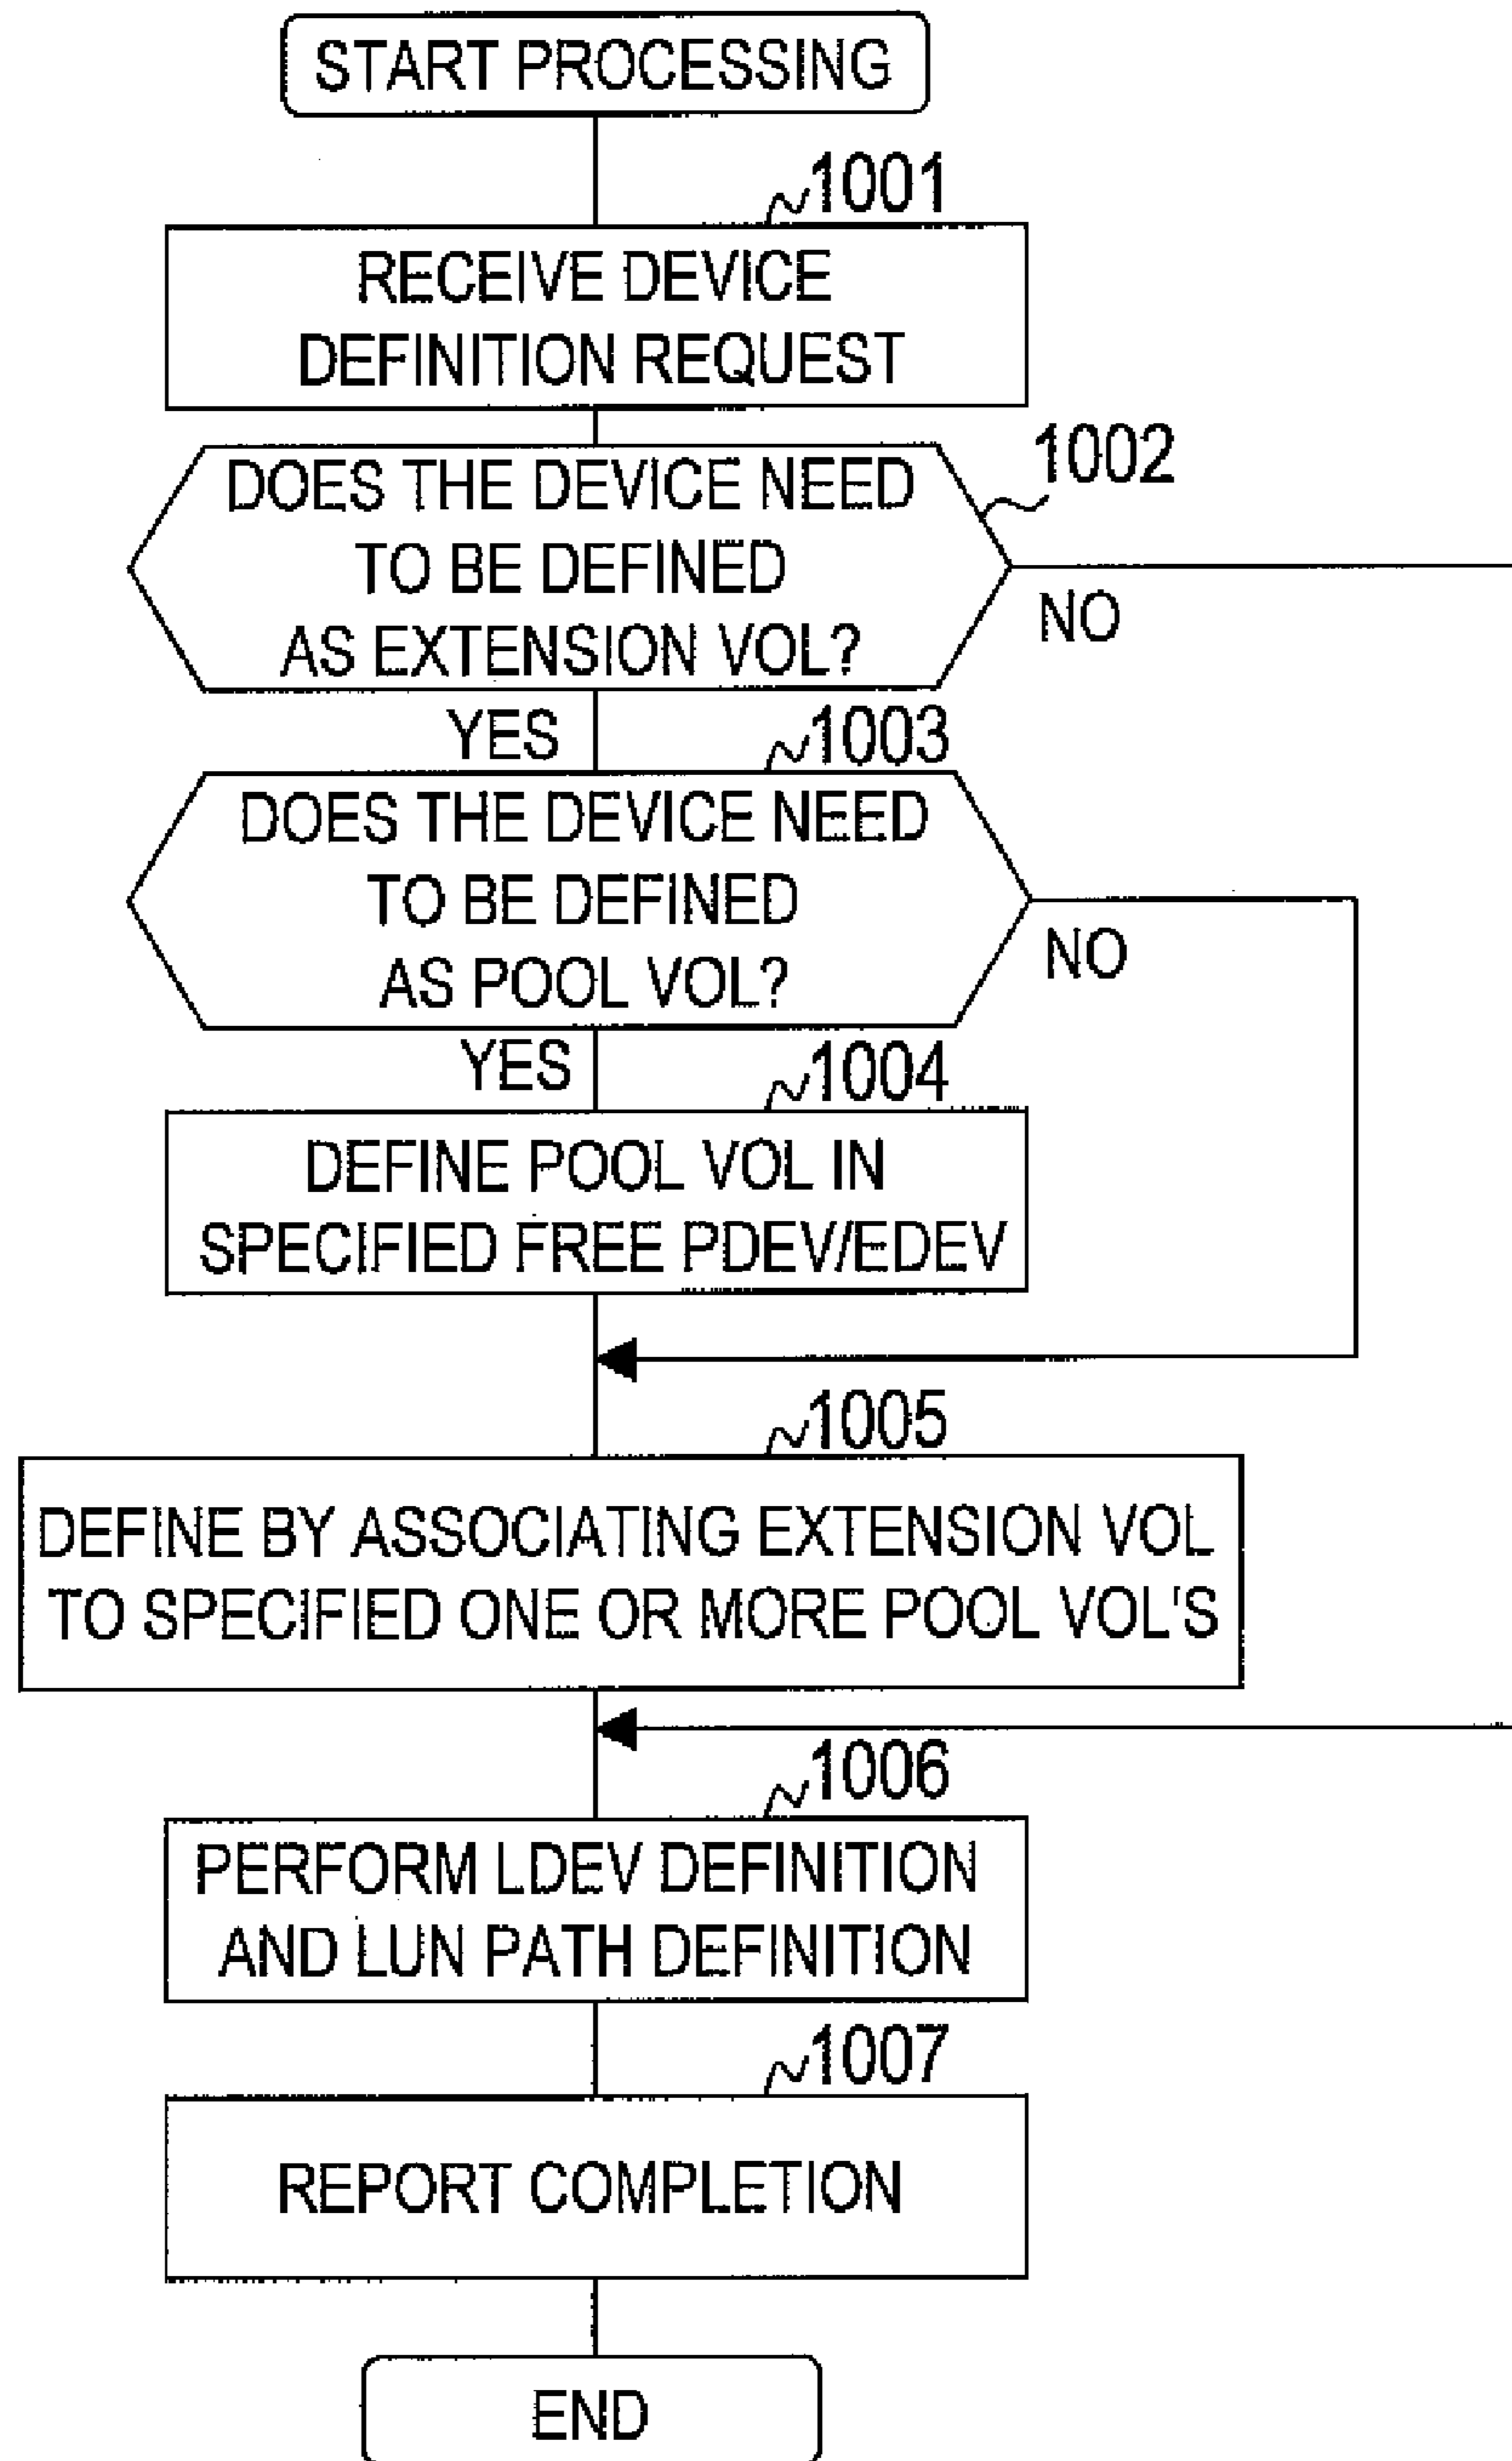 START PROCESSING
1001
RECEIVE DEVICE
DEFINITION REQUEST
1002
DOES THE DEVICE NEED
TO BE DEFINED
AS EXTENSION VOL?
NO
YES
1003
DOES THE DEVICE NEED
TO BE DEFINED
AS POOL VOL?
NO
YES
1004
DEFINE POOL VOL IN
SPECIFIED FREE PDEV/EDEV
1005
DEFINE BY ASSOCIATING EXTENSION VOL
TO SPECIFIED ONE OR MORE POOL VOL'S
1006
PERFORM LDEV DEFINITION
AND LUN PATH DEFINITION
1007
REPORT COMPLETION
END